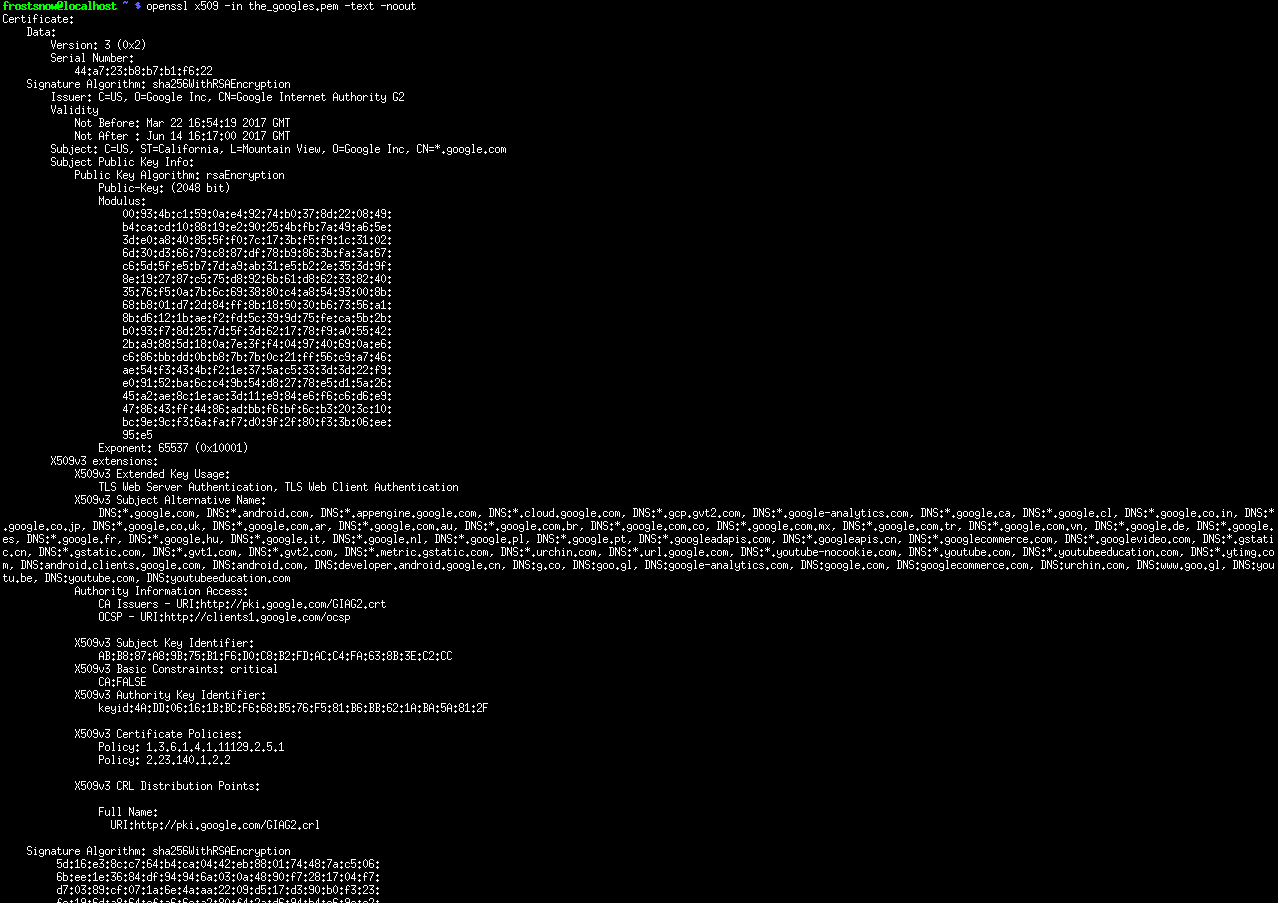 frostsnow@localhost ~ $ openssl x509 -in the_googles.pem -text -noout
Certificate:
Data:
Version: 3 (0x2)
Serial Number:
44:a7:23:b8:b7:b1:f6:22
Signature Algorithm: sha256WithRSAEncryption
Issuer: C=US, O=Google Inc, CN=Google Internet Authority G2
Validity
Not Before: Mar 22 16:54:19 2017 GMT
Not After : Jun 14 16:17:00 2017 GMT
Subject: C=US, ST=California, L=Mountain View, O=Google Inc, CN=*.google.com
Subject Public Key Info:
Public Key Algorithm: rsaEncryption
Public-Key: (2048 bit)
Modulus:
00:93:4b:c1:59:0a:e4:92:74:b0:37:8d:22:08:49:
b4:ca:cd:10:88:19:e2:90:25:4b:fb:7a:49:a6:5e:
3d:e0:a8:40:85:5f:f0:7c:17:3b:f5:f9:1c:31:02:
6d:30:d3:66:79:c8:87:df:78:b9:86:3b:fa:3a:67:
c6:5d:5f:e5:b7:7d:a9:ab:31:e5:b2:2e:35:3d:9f:
8e:19:27:87:c5:75:d8:92:6b:61:d8:62:33:82:40:
35:76:f5:0a:7b:6c:69:38:80:c4:a8:54:93:00:8b:
68:b8:01:d7:2d:84:ff:8b:18:50:30:b6:73:56:a1:
8b:d6:12:1b:ae:f2:fd:5c:39:9d:75:fe:ca:5b:2b:
b0:93:f7:8d:25:7d:5f:3d:62:17:78:f9:a0:55:42:
2b:a9:88:5d:18:0a:7e:3f:f4:04:97:40:69:0a:e6:
c6:86:bb:dd:0b:b8:7b:7b:0c:21:ff:56:c9:a7:46:
ae:54:f3:43:4b:f2:1e:37:5a:c5:33:3d:3d:22:f9:
e0:91:52:ba:6c:c4:9b:54:d8:27:78:e5:d1:5a:26:
45:a2:ae:8c:1e:ac:3d:11:e9:84:e6:f6:c6:d6:e9:
47:86:43:ff:44:86:ad:bb:f6:bf:6c:b3:20:3c:10:
bc:9e:9c:f3:6a:fa:f7:d0:9f:2f:80:f3:3b:06:ee:
95:e5
Exponent: 65537 (0x10001)
X509v3 extensions:
X509v3 Extended Key Usage:
TLS Web Server Authentication, TLS Web Client Authentication
X509v3 Subject Alternative Name:
DNS:*.google.com, DNS:*.android.com, DNS:*.appengine.google.com, DNS:*.cloud.google.com, DNS:*.gcp.gvt2.com, DNS:*.google-analytics.com, DNS:*.google.ca, DNS:*.google.cl, DNS:*.google.co.in, DNS:*
.google.co.jp, DNS:*.google.co.uk, DNS:*.google.com.ar, DNS:*.google.com.au, DNS:*.google.com.br, DNS:*.google.com.co, DNS:*.google.com.mx, DNS:*.google.com.tr, DNS:*.google.com.vn, DNS:*.google.de, DNS:*.google.
es, DNS:*.google.fr, DNS:*.google.hu, DNS:*.google.it, DNS:*.google.nl, DNS:*.google.pl, DNS:*.google.pt, DNS:*.googleadapis.com, DNS:*.googleapis.cn, DNS:*.googlecommerce.com, DNS:*.googlevideo.com, DNS:*.gstati
c.cn, DNS:*.gstatic.com, DNS:*.gvt1.com, DNS:*.gvt2.com, DNS:*.metric.gstatic.com, DNS:*.urchin.com, DNS:*.url.google.com, DNS:*.youtube-nocookie.com, DNS:*.youtube.com, DNS:*.youtubeeducation.com, DNS:*.ytimg.co
m, DNS:android.clients.google.com, DNS:android.com, DNS:developer.android.google.cn, DNS:g.co, DNS:goo.gl, DNS:google-analytics.com, DNS:google.com, DNS:googlecommerce.com, DNS:urchin.com, DNS:www.goo.gl, DNS:you
tu.be, DNS:youtube.com, DNS:youtubeeducation.com
Authority Information Access:
CA Issuers - URI:http://pki.google.com/GIAG2.crt
OCSP - URI:http://clients1.google.com/ocsp
X509v3 Subject Key Identifier:
AB:B8:87:A8:9B:75:B1:F6:D0:C8:B2:FD:AC:C4:FA:63:8B:3E:C2:CC
X509v3 Basic Constraints: critical
CA:FALSE
X509v3 Authority Key Identifier:
keyid:4A:DD:06:16:1B:BC:F6:68:B5:76:F5:81:B6:BB:62:1A:BA:5A:81:2F
X509v3 Certificate Policies:
Policy: 1.3.6.1.4.1.11129.2.5.1
Policy: 2.23.140.1.2.2
X509v3 CRL Distribution Points:
Full Name:
URI:http://pki.google.com/GIAG2.crl
Signature Algorithm: sha256WithRSAEncryption
5d:16:e3:8c:c7:64:b4:ca:04:42:eb:88:01:74:48:7a:c5:06:
6b:ee:1e:36:84:df:94:94:6a:03:0a:48:90:f7:28:17:04:f7:
d7:03:89:cf:07:1a:6e:4a:aa:22:09:d5:17:d3:90:b0:f3:23: